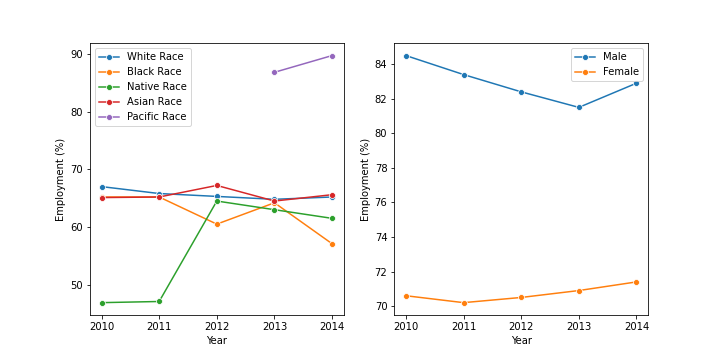 White Race
Black Race
Native Race
Asian Race
Pacific Race
90
80
70
60
50
Employment (%)
2010 2011 2012 2013 2014
Year
Male
Female
84
82
80
78
76
74
72
70
Employment (%)
2010 2011 2012 2013 2014
Year